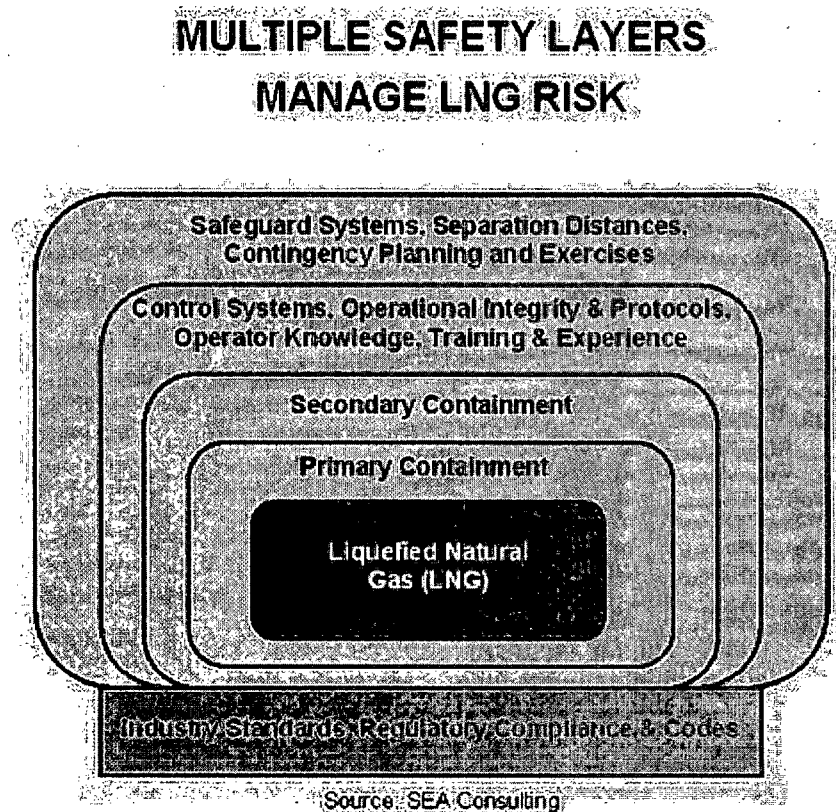 MULTIPLE SAFETY LAYERS
MANAGE LNG RISK
Safeguard Systems, Separation Distances,
Contingency Planning and Exercises
Control Systems, Operational Integrity & Protocols,
Operator Knowledge, Training & Experience
Secondary Containment
Primary Containment
Liquefied Natural
Gas (LNG)
Industry Standards, Regulatory Compliance & Codes
Source: SEA Consulting